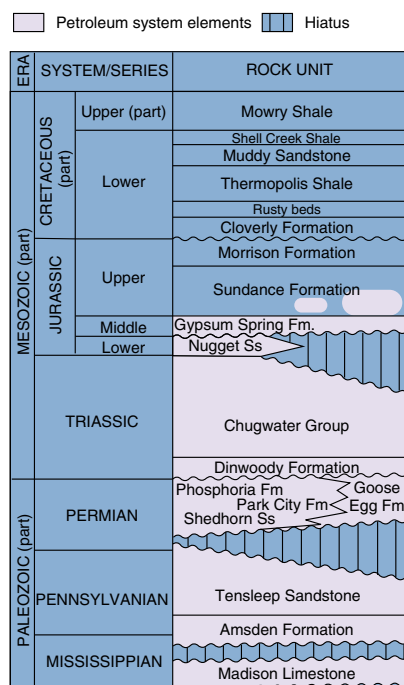 Petroleum system elements
Hiatus
ERA
SYSTEM/SERIES
ROCK UNIT
MESOZOIC (part)
CRETACEOUS
(part)
Upper (part)
Mowry Shale
Lower
Shell Creek Shale
Muddy Sandstone
Thermopolis Shale
Rusty beds
Cloverly Formation
JURASSIC
Upper
Morrison Formation
Sundance Formation
Middle
Gypsum Spring Fm.
Lower
Nugget Ss
TRIASSIC
Chugwater Group
Dinwoody Formation
PALEOZOIC (part)
PERMIAN
Phosphoria Fm
Park City Fm
Shedhorn Ss
Goose
Egg Fm
PENNSYLVANIAN
Tensleep Sandstone
Amsden Formation
MISSISSIPPIAN
Madison Limestone